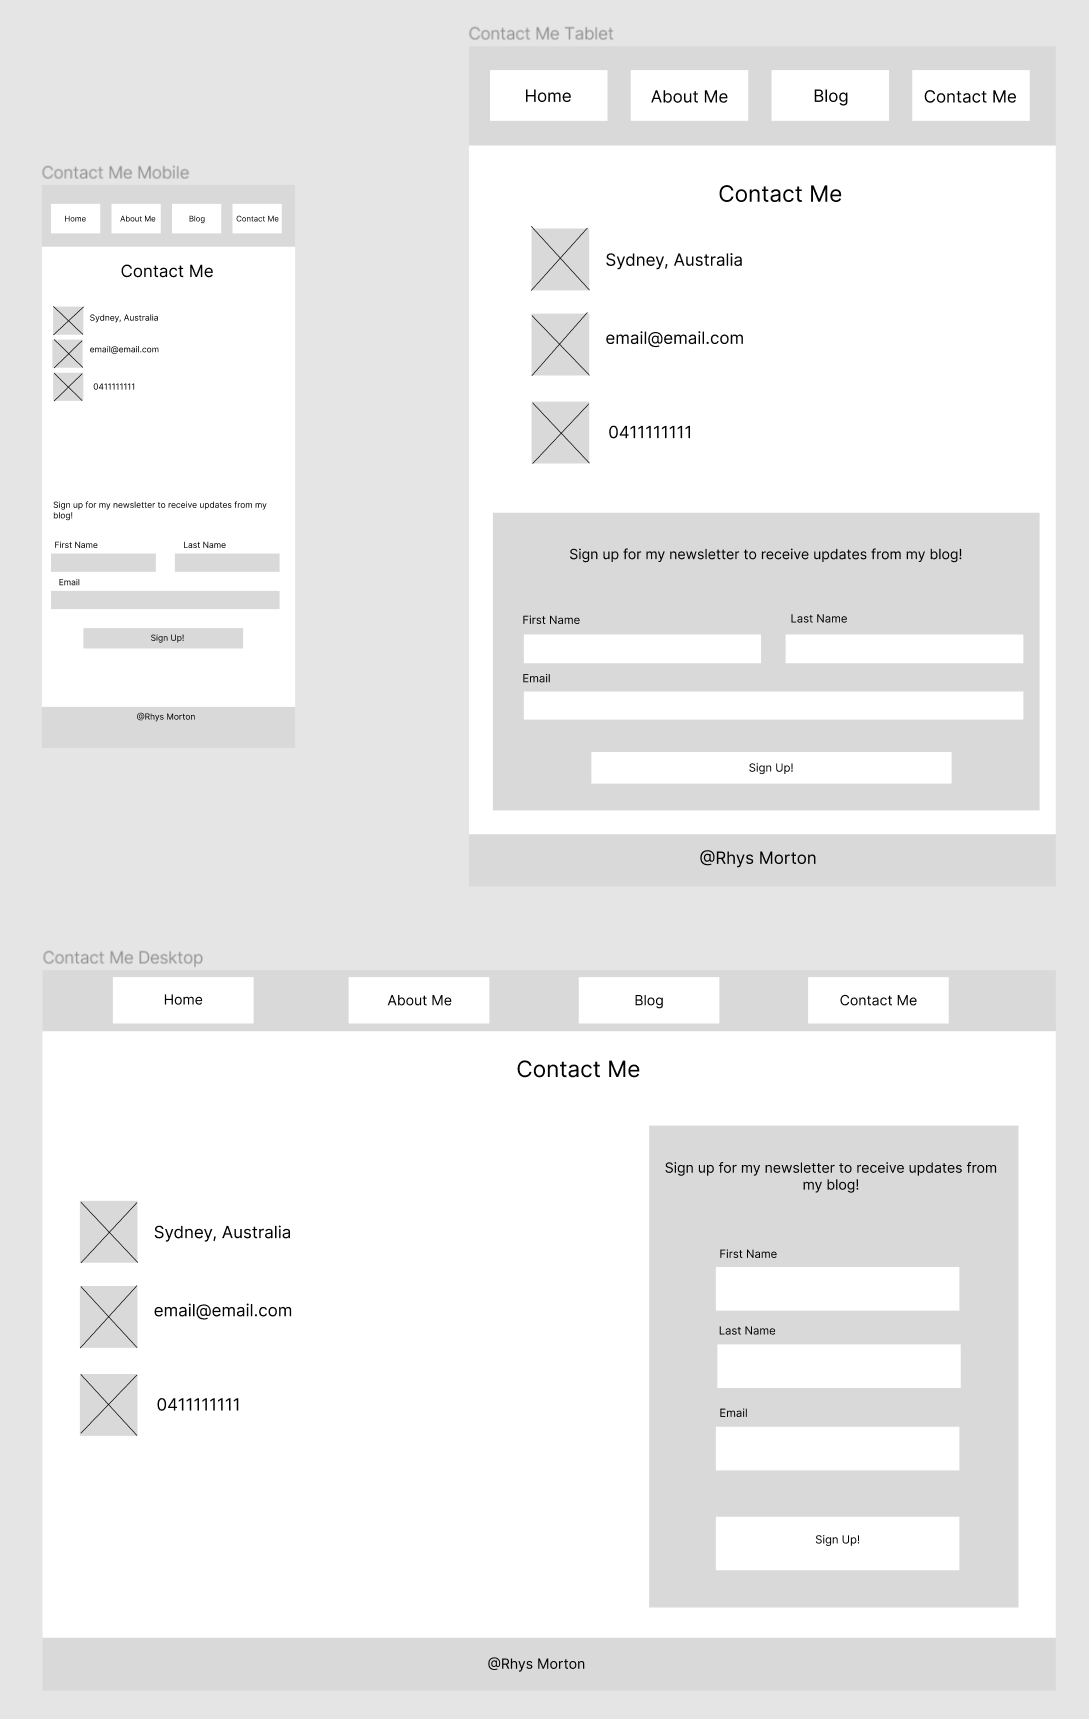 Contact Me Tablet
Home
About Me
Blog
Contact Me
Contact Me
Sydney, Australia
email@email.com
0411111111
Sign up for my newsletter to receive updates from my blog!
First Name
Last Name
Email
Sign Up!
@Rhys Morton
Contact Me Mobile
Home
About Me
Blog
Contact Me
Contact Me
Sydney, Australia
email@email.com
0411111111
Sign up for my newsletter to receive updates from my
blog!
First Name
Last Name
Email
Sign Up!
@Rhys Morton
Contact Me Desktop
Home
About Me
Blog
Contact Me
Contact Me
Sydney, Australia
email@email.com
0411111111
Sign up for my newsletter to receive updates from
my blog!
First Name
Last Name
Email
Sign Up!
@Rhys Morton